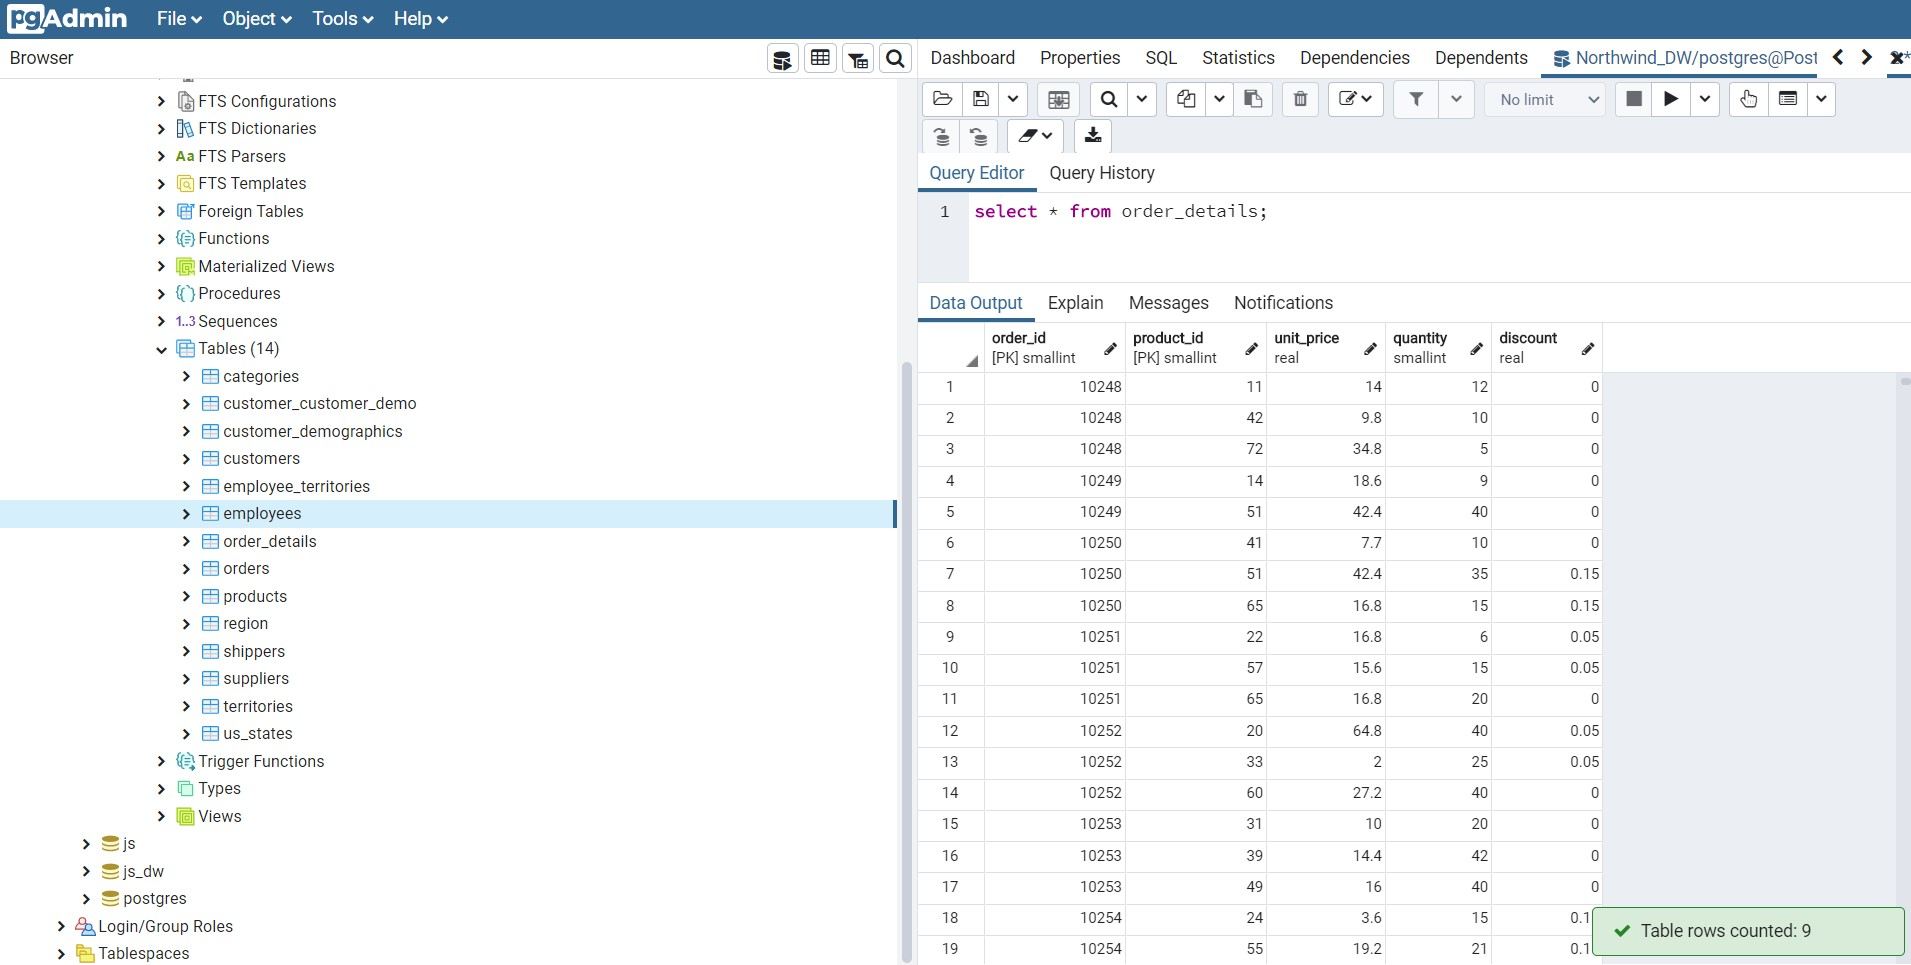 pgAdmin File Object Tools Help
Browser
Dashboard Properties SQL Statistics Dependencies Dependents Northwind_DW/postgres@Post
No limit
FTS Configurations
FTS Dictionaries
Aa FTS Parsers
FTS Templates
Foreign Tables
Functions
Materialized Views
Procedures
1..3 Sequences
Tables (14)
categories
customer_customer_demo
customer_demographics
customers
employee_territories
employees
order_details
orders
products
region
shippers
suppliers
territories
us_states
Trigger Functions
Types
Views
js
js_dw
postgres
Login/Group Roles
Tablespaces
Query Editor Query History
1 select * from order_details;
Data Output Explain Messages Notifications
order_id product_id unit_price quantity discount
[PK] smallint [PK] smallint real smallint real
1 10248 11 14 12 0
2 10248 42 9.8 10 0
3 10248 72 34.8 5 0
4 10249 14 18.6 9 0
5 10249 51 42.4 40 0
6 10250 41 7.7 10 0
7 10250 51 42.4 35 0.15
8 10250 65 16.8 15 0.15
9 10251 22 16.8 6 0.05
10 10251 57 15.6 15 0.05
11 10251 65 16.8 20 0
12 10252 20 64.8 40 0.05
13 10252 33 2 25 0.05
14 10252 60 27.2 40 0
15 10253 31 10 20 0
16 10253 39 14.4 42 0
17 10253 49 16 40 0
18 10254 24 3.6 15 0.1
19 10254 55 19.2 21 0.1
Table rows counted: 9